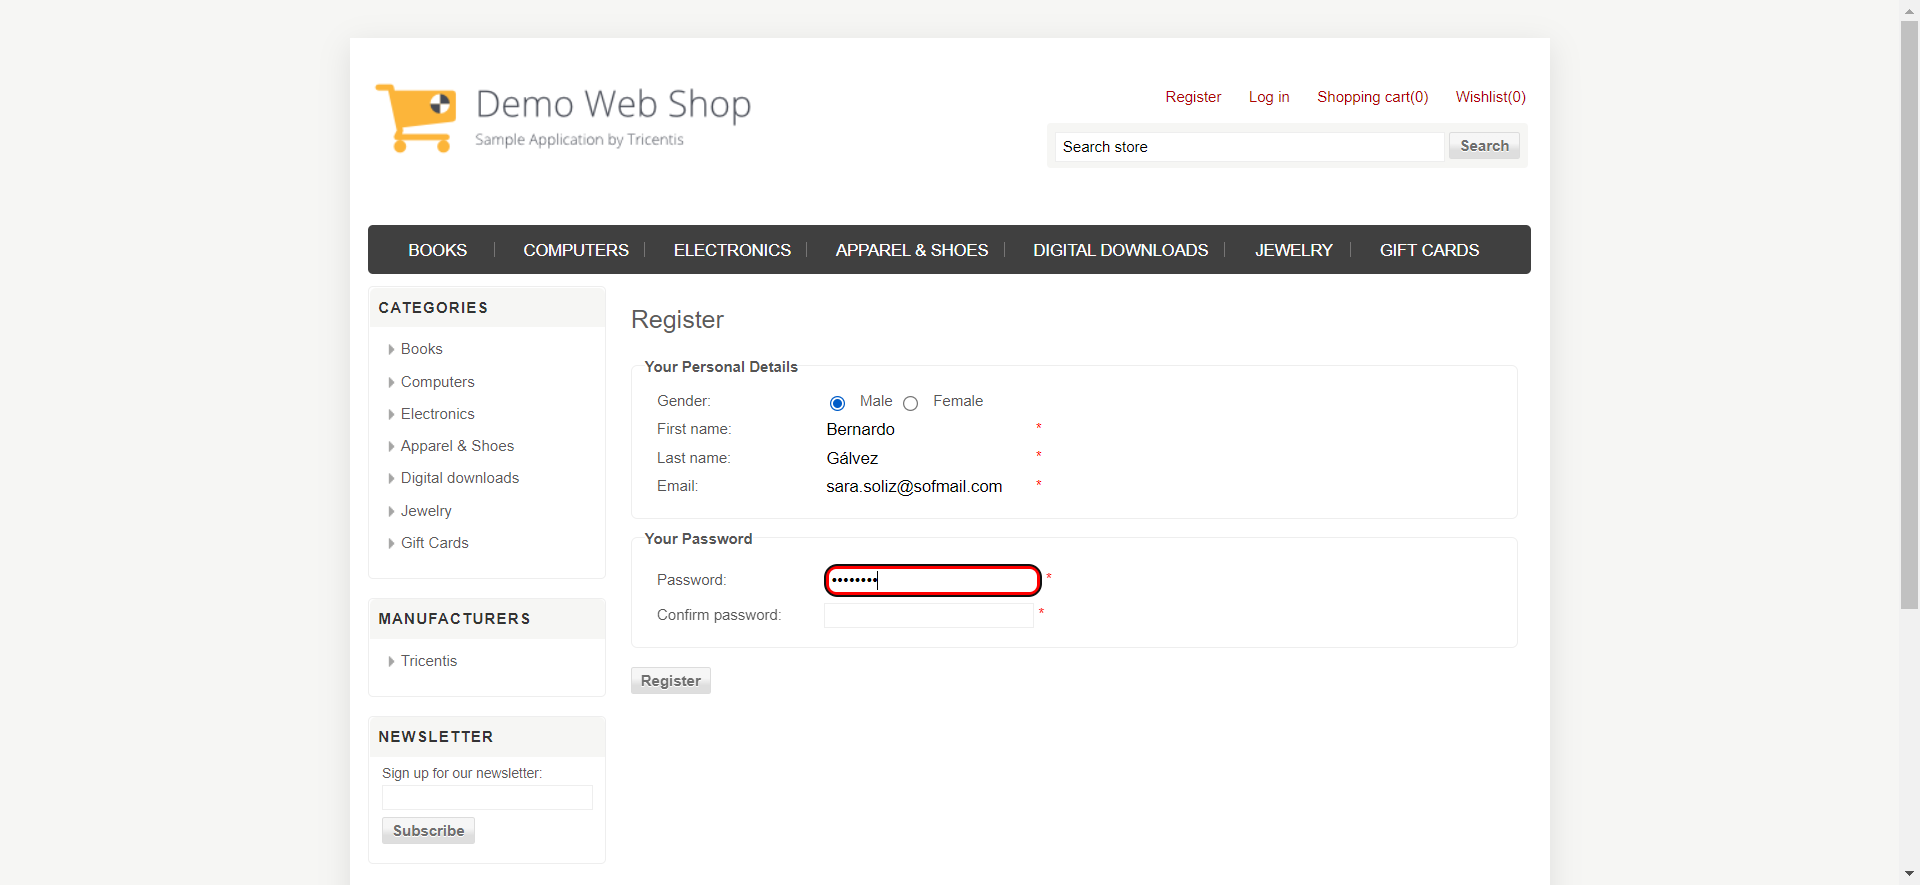 Demo Web Shop
Sample Application by Tricentis
Register Log in Shopping cart(0) Wishlist(0)
Search store Search
BOOKS COMPUTERS ELECTRONICS APPAREL & SHOES DIGITAL DOWNLOADS JEWELRY GIFT CARDS
CATEGORIES
Books
Computers
Electronics
Apparel & Shoes
Digital downloads
Jewelry
Gift Cards
MANUFACTURERS
Tricentis
NEWSLETTER
Sign up for our newsletter:
Subscribe
Register
Your Personal Details
Gender: Male Female
First name: Bernardo *
Last name: Gálvez *
Email: sara.soliz@sofmail.com *
Your Password
Password: •••••••• *
Confirm password: *
Register